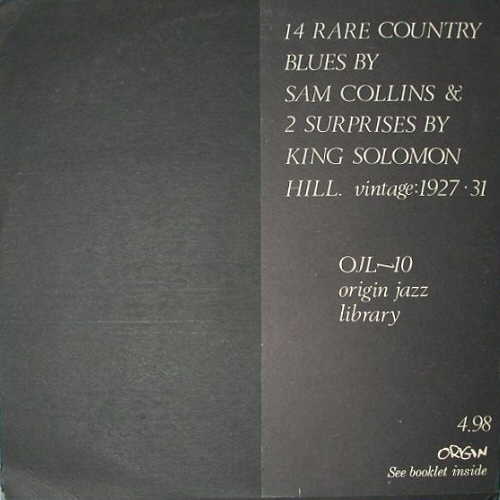 14 RARE COUNTRY
BLUES BY
SAM COLLINS &
2 SURPRISES BY
KING SOLOMON
HILL. vintage:1927·31
OJL—10
origin jazz
library
4.98
ORIGIN
See booklet inside